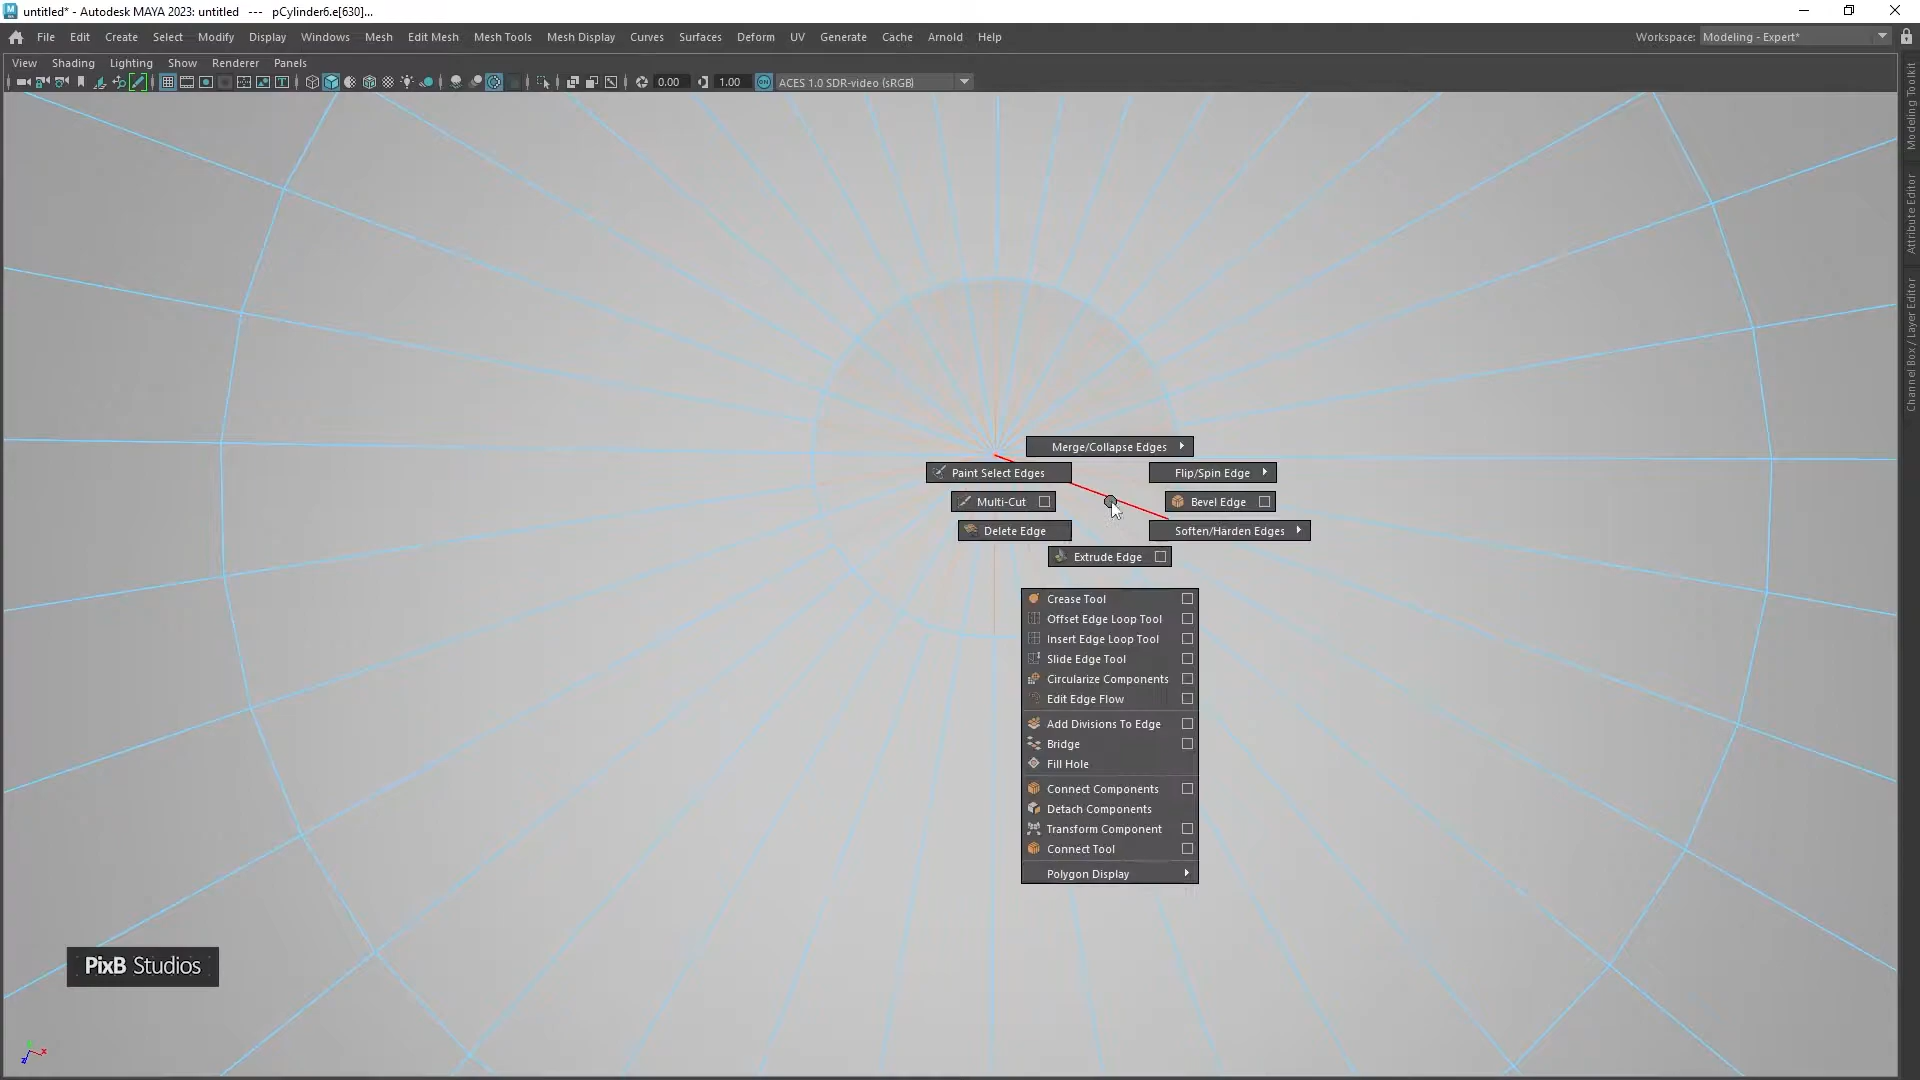 untitled* - Autodesk MAYA 2023: untitled --- pCylinder6.e[630]...
File Edit Create Select Modify Display Windows Mesh Edit Mesh Mesh Tools Mesh Display Curves Surfaces Deform UV Generate Cache Arnold Help
Workspace: Modeling - Expert*
View Shading Lighting Show Renderer Panels
0.00 1.00 ON ACES 1.0 SDR-video (sRGB)
Modeling Toolkit
Attribute Editor
Channel Box / Layer Editor
Merge/Collapse Edges
Paint Select Edges
Flip/Spin Edge
Multi-Cut
Bevel Edge
Delete Edge
Soften/Harden Edges
Extrude Edge
Crease Tool
Offset Edge Loop Tool
Insert Edge Loop Tool
Slide Edge Tool
Circularize Components
Edit Edge Flow
Add Divisions To Edge
Bridge
Fill Hole
Connect Components
Detach Components
Transform Component
Connect Tool
Polygon Display
PixB Studios